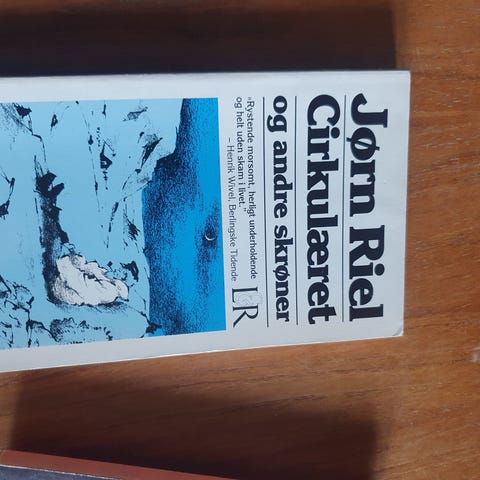 Jørn Riel
Cirkulæret
og andre skrøner
»Rystende morsomt, herligt underholdende
og helt uden skam i livet.«
– Henrik Wivel, Berlingske Tidende
L&R